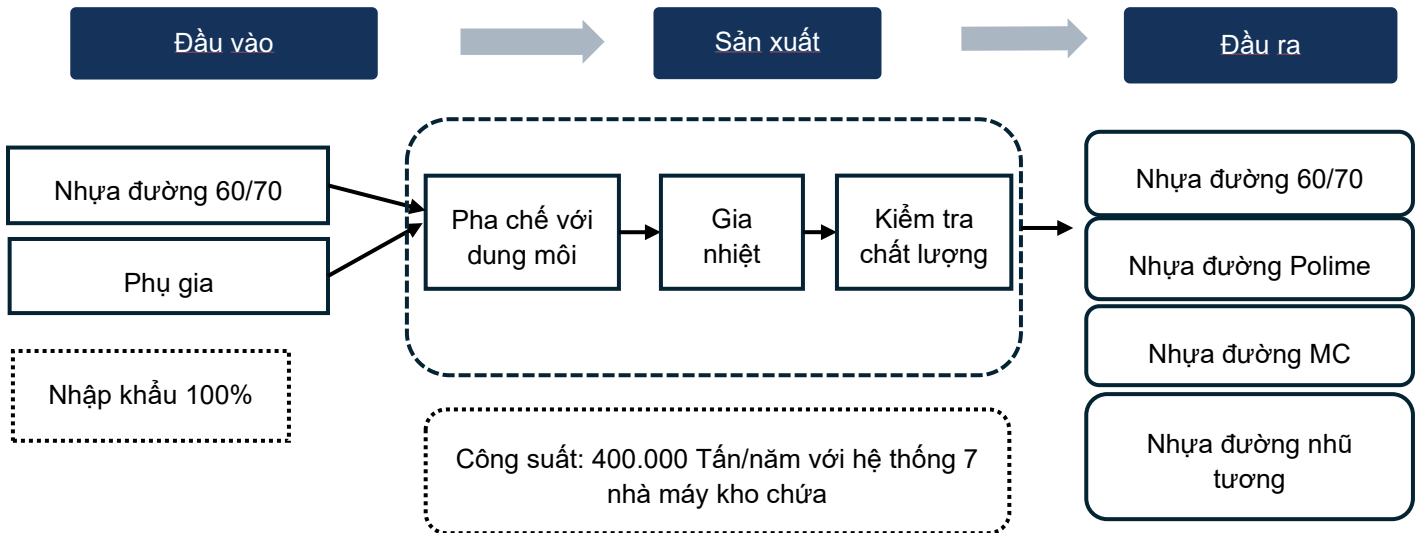 Đầu vào
Sản xuất
Đầu ra
Nhựa đường 60/70
Phụ gia
Nhập khẩu 100%
Pha chế với
dung môi
Gia
nhiệt
Kiểm tra
chất lượng
Công suất: 400.000 Tấn/năm với hệ thống 7
nhà máy kho chứa
Nhựa đường 60/70
Nhựa đường Polime
Nhựa đường MC
Nhựa đường nhũ
tương